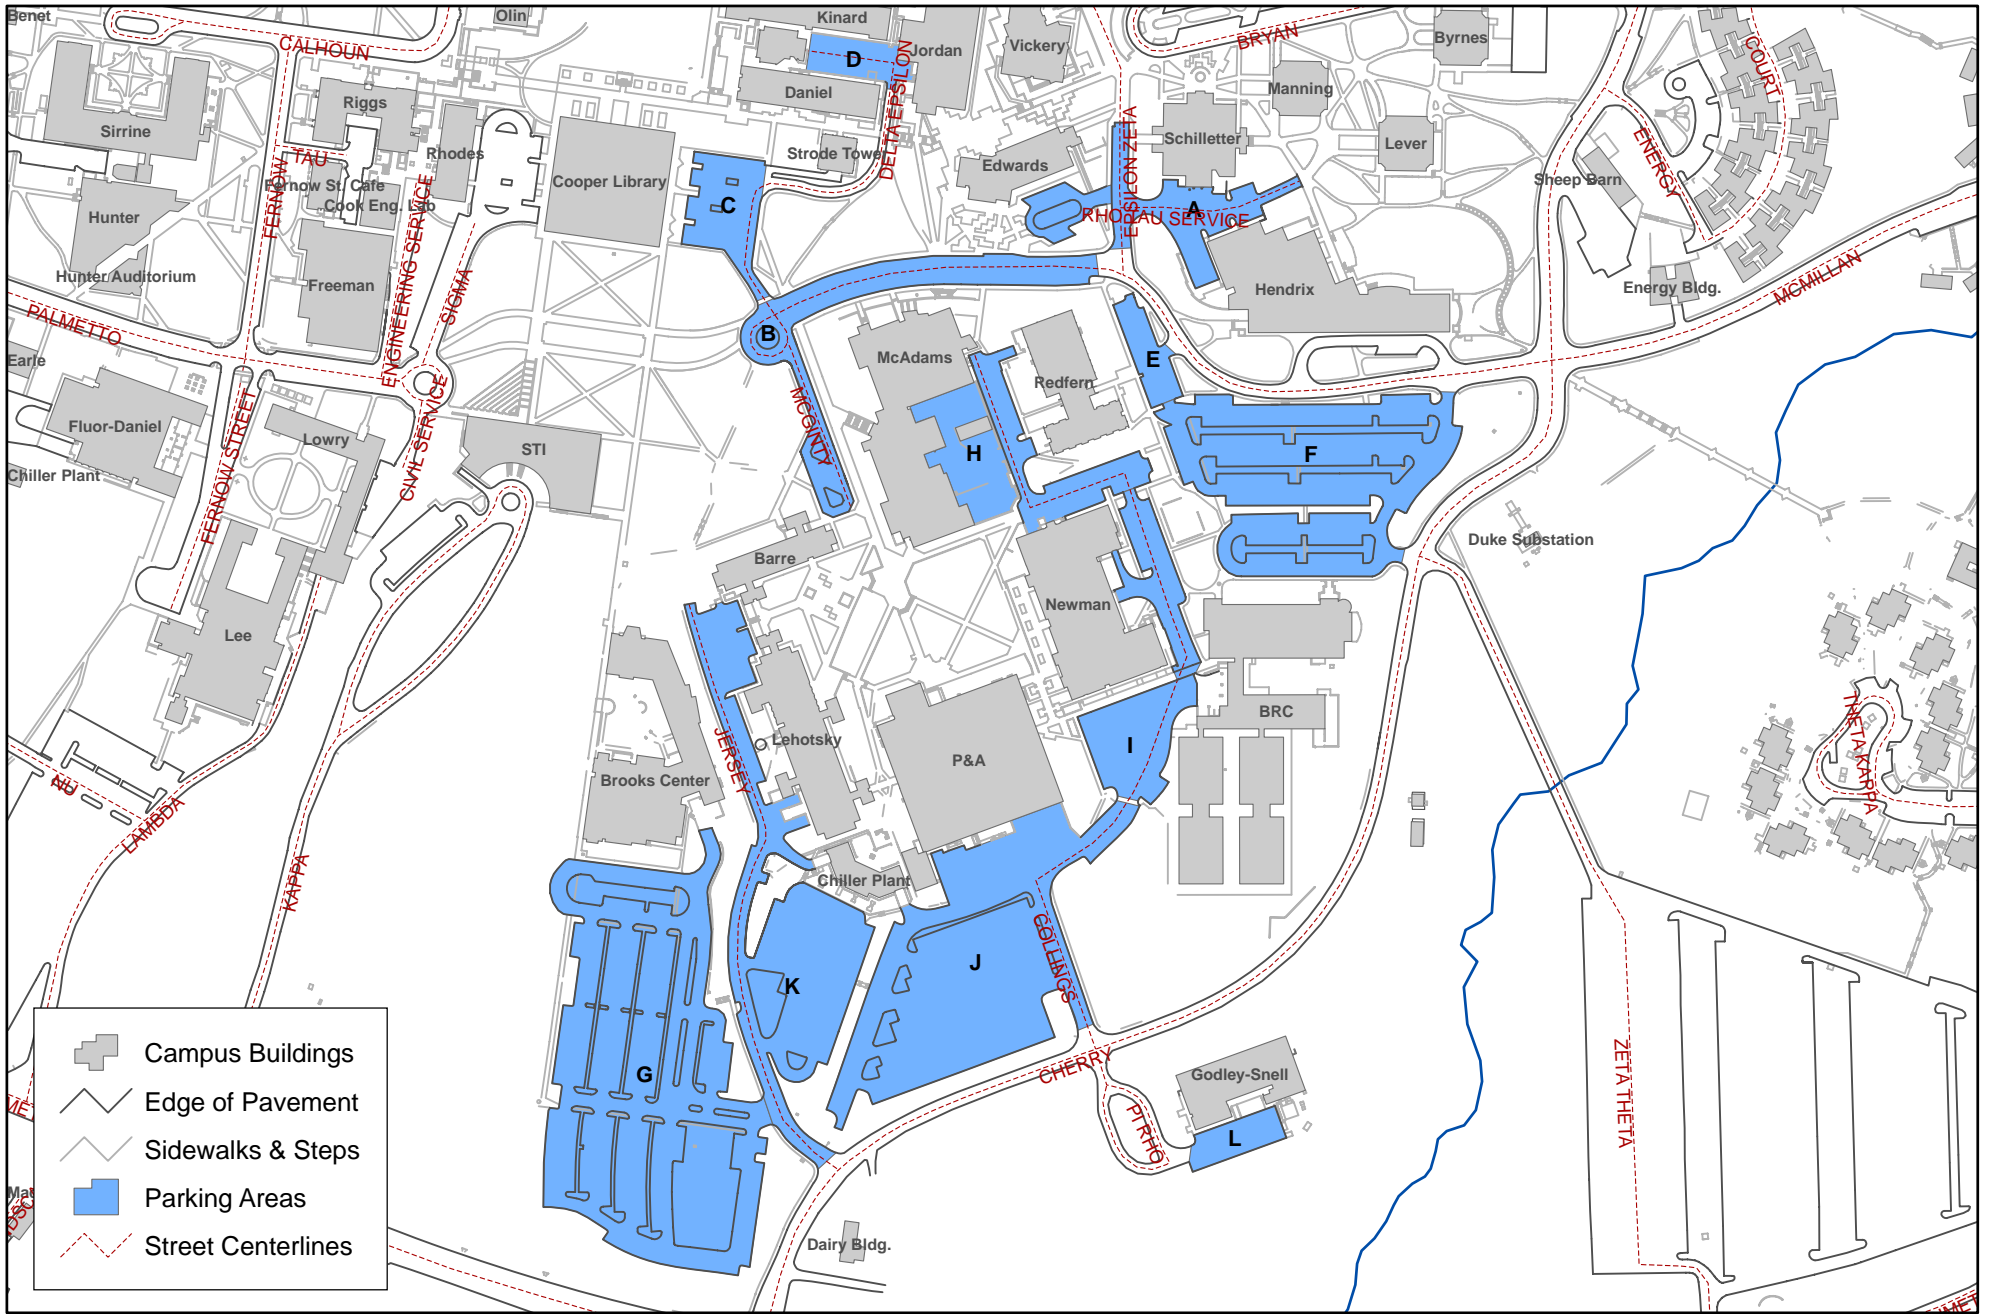 Benet
Olin
Kinard
Jordan
Vickery
BRYAN
Byrnes
COURT
CALHOUN
D
DELTA EPSILON
Daniel
Manning
Riggs
Sirrine
Schilletter
Lever
Strode Tower
Edwards
EPSILON ZETA
ENERGY
TAU
Rhodes
Fernow St. Cafe
Cook Eng. Lab
Cooper Library
C
A
Sheep Barn
FERNOW
Hunter
Hunter Auditorium
Freeman
ENGINEERING SERVICE
SIGMA
Hendrix
Energy Bldg.
MCMILLAN
PALMETTO
Earle
B
McAdams
Redfern
E
MCGINTY
Fluor-Daniel
Lowry
CIVIL SERVICE
STI
H
F
Chiller Plant
FERNOW STREET
Duke Substation
Barre
Newman
Lee
BRC
I
JERSEY
Lehotsky
P&A
Brooks Center
THETA KAPPA
NU
LAMBDA
KAPPA
Chiller Plant
COLLINGS
J
K
G
CHERRY
Godley-Snell
PI RHO
L
ZETA THETA
Dairy Bldg.
Campus Buildings
Edge of Pavement
Sidewalks & Steps
Parking Areas
Street Centerlines